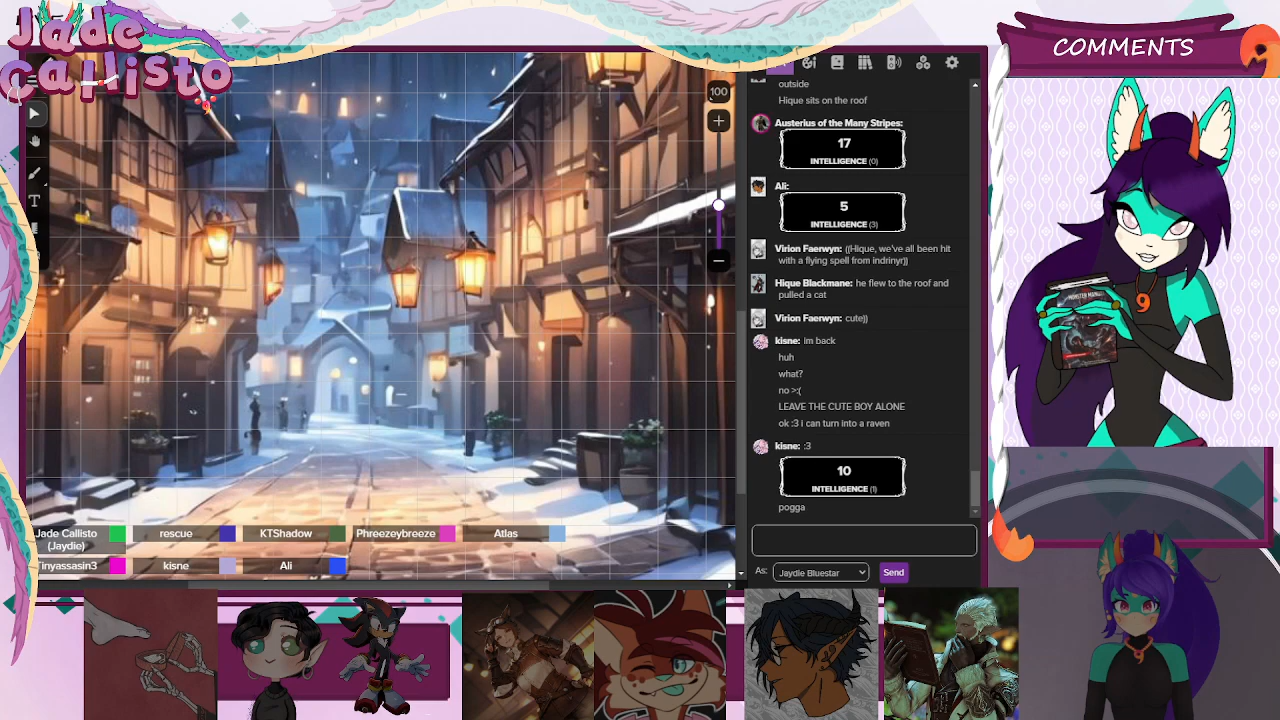 Jade
Callisto
COMMENTS
100
outside
Hique sits on the roof
Austerius of the Many Stripes:
17
INTELLIGENCE (0)
Ali:
5
INTELLIGENCE (3)
Virion Faerwyn: ((Hique, we've all been hit
with a flying spell from indrinyr))
Hique Blackmane: he flew to the roof and
pulled a cat
Virion Faerwyn: cute))
kisne: im back
huh
what?
no >:(
LEAVE THE CUTE BOY ALONE
ok :3 i can turn into a raven
kisne: :3
10
INTELLIGENCE (1)
pogga
As:
Jaydie Bluestar
Send
Jade Callisto
(Jaydie)
rescue
KTShadow
Phreezeybreeze
Atlas
inyassasin3
kisne
Ali
T